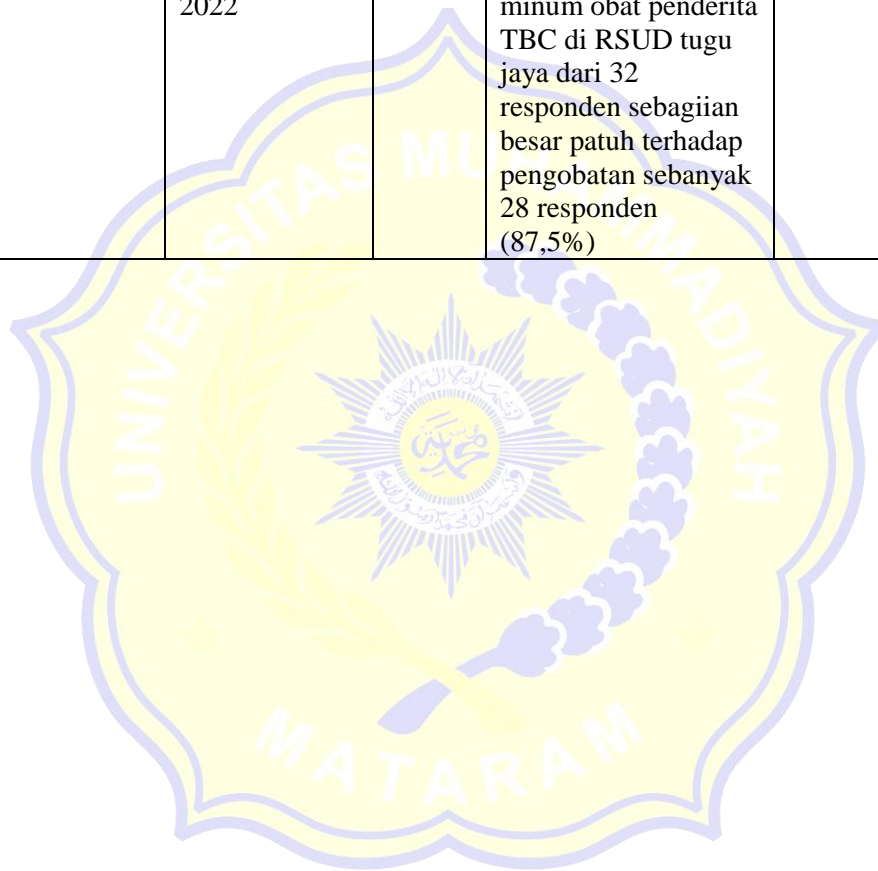 2022
minum obat penderita
TBC di RSUD tugu
jaya dari 32
responden sebagiian
besar patuh terhadap
pengobatan sebanyak
28 responden
(87,5%)
UNIVERSITAS MUHAMMADIYAH
MATARAM